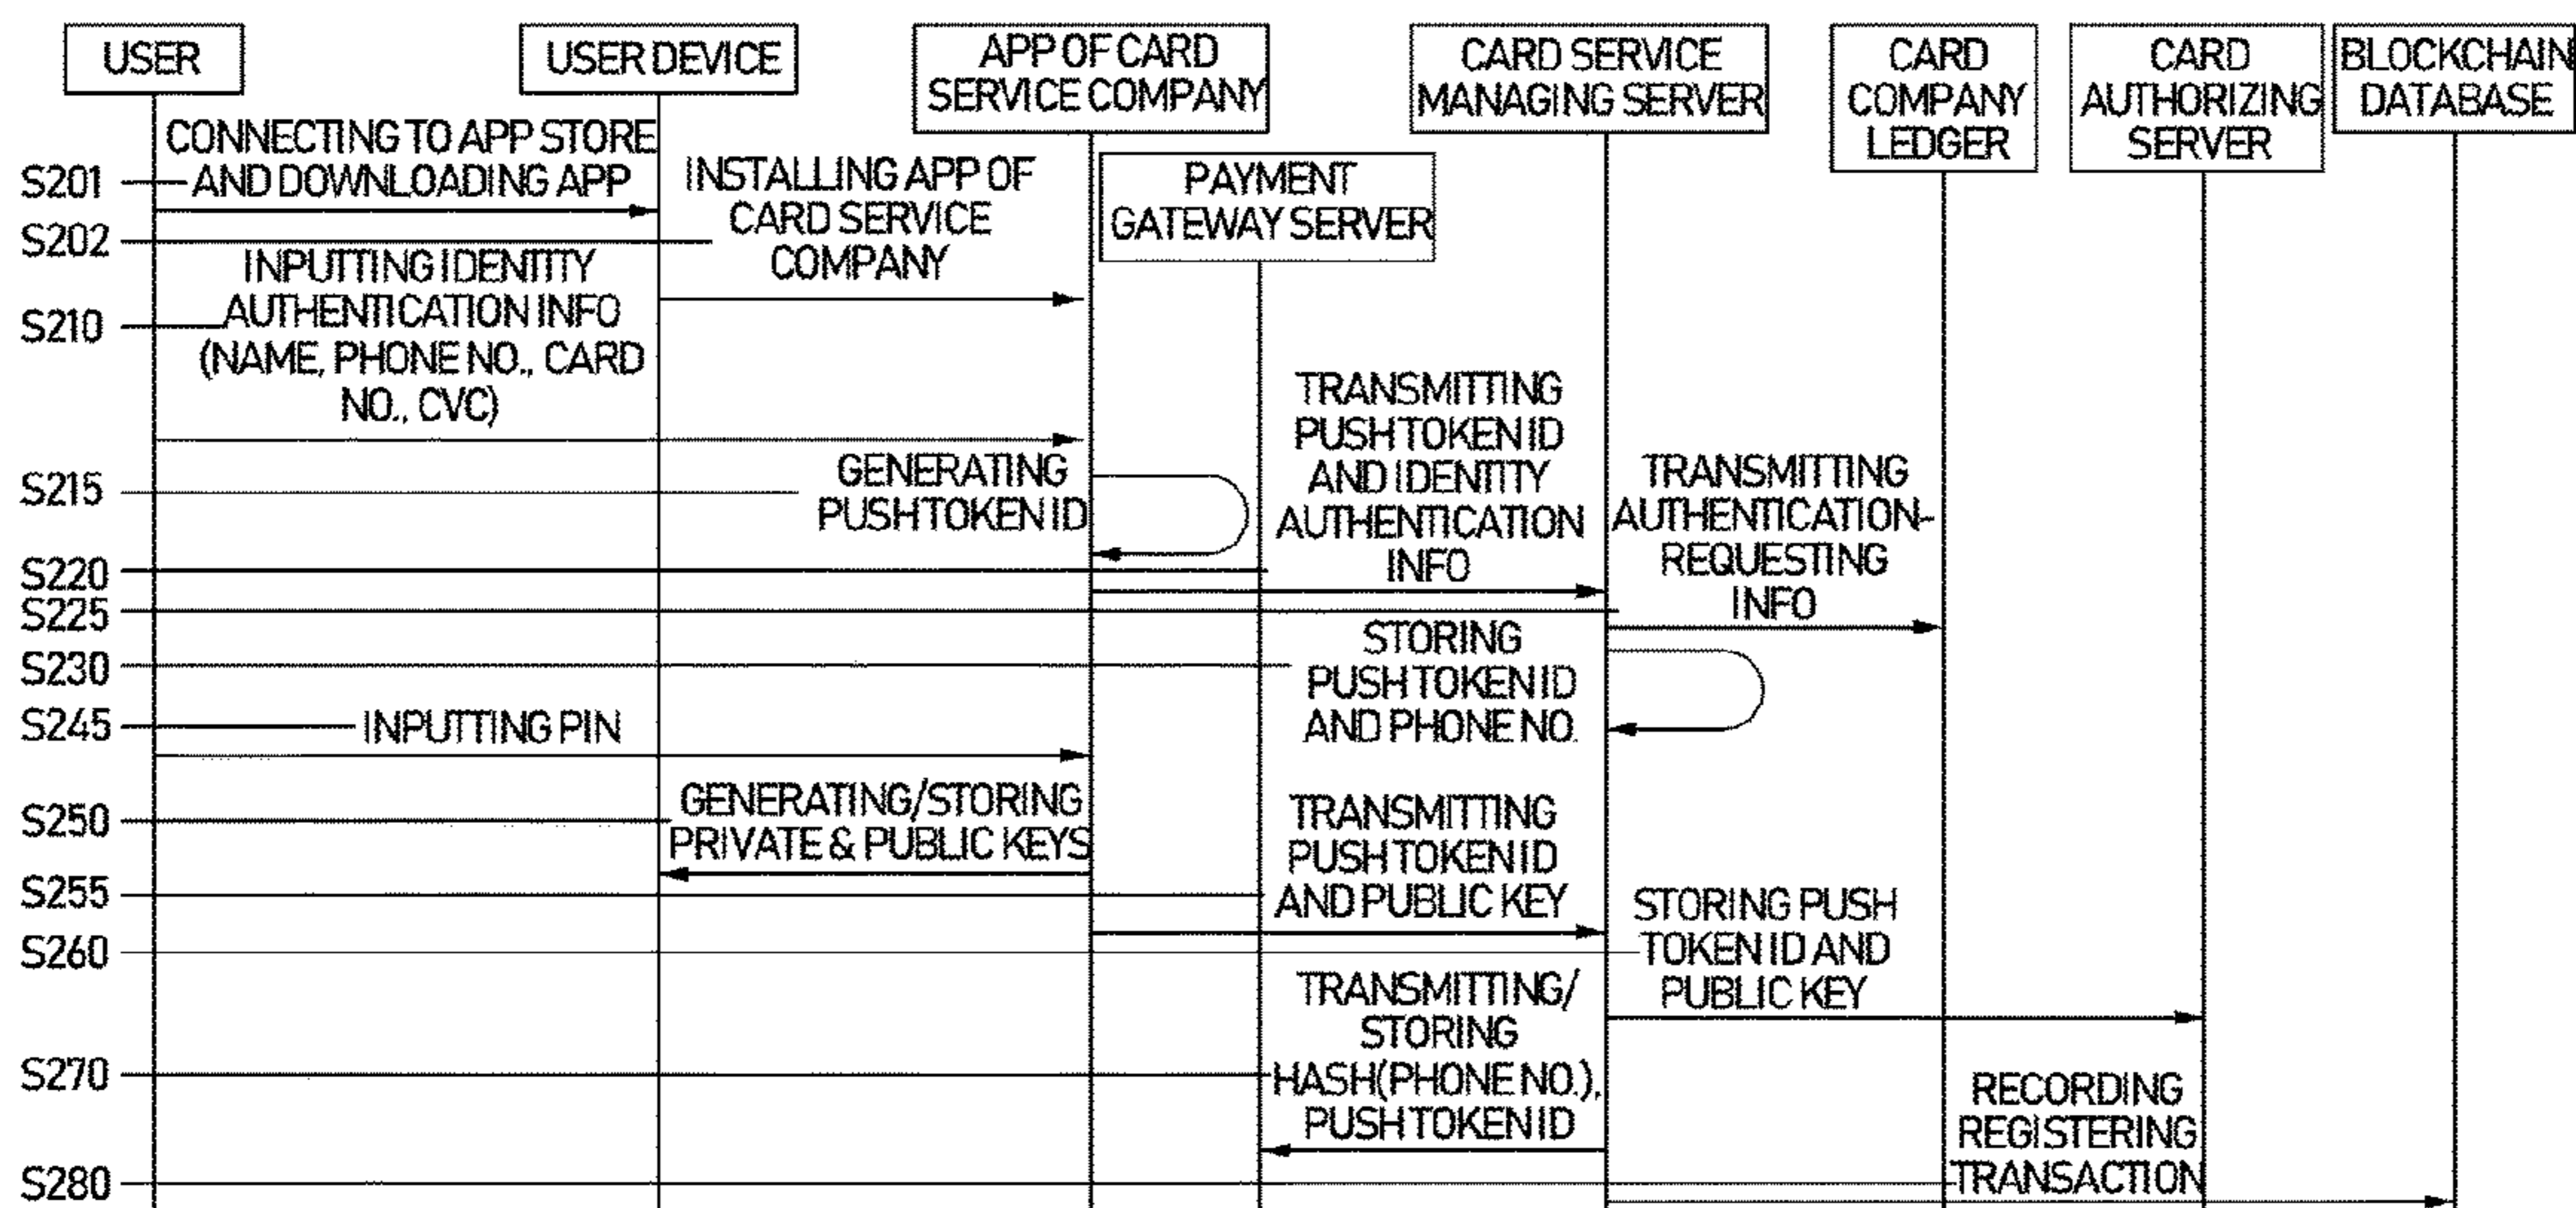 USER
USER DEVICE
APP OF CARD
SERVICE COMPANY
CARD SERVICE
MANAGING SERVER
CARD
COMPANY
LEDGER
CARD
AUTHORIZING
SERVER
BLOCKCHAIN
DATABASE
PAYMENT
GATEWAY SERVER
S201
CONNECTING TO APP STORE
AND DOWNLOADING APP
S202
INSTALLING APP OF
CARD SERVICE
COMPANY
S210
INPUTTING IDENTITY
AUTHENTICATION INFO
(NAME, PHONE NO., CARD
NO., CVC)
S215
GENERATING
PUSH TOKEN ID
S220
TRANSMITTING
PUSH TOKEN ID
AND IDENTITY
AUTHENTICATION
INFO
S225
TRANSMITTING
AUTHENTICATION-
REQUESTING
INFO
S230
STORING
PUSH TOKEN ID
AND PHONE NO.
S245
INPUTTING PIN
S250
GENERATING/STORING
PRIVATE & PUBLIC KEYS
S255
TRANSMITTING
PUSH TOKEN ID
AND PUBLIC KEY
S260
STORING PUSH
TOKEN ID AND
PUBLIC KEY
S270
TRANSMITTING/
STORING
HASH(PHONE NO.),
PUSH TOKEN ID
S280
RECORDING
REGISTERING
TRANSACTION